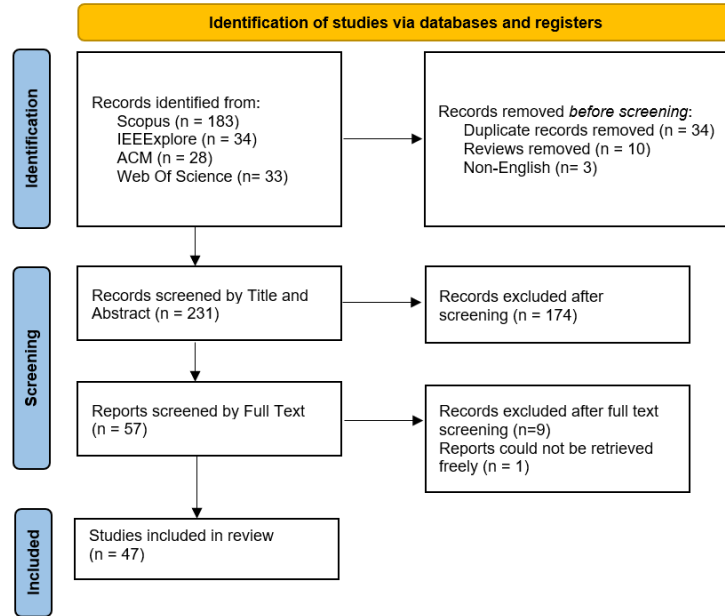 Identification of studies via databases and registers
Identification
Records identified from:
Scopus (n = 183)
IEEExplore (n = 34)
ACM (n = 28)
Web Of Science (n= 33)
Records removed before screening:
Duplicate records removed (n = 34)
Reviews removed (n = 10)
Non-English (n= 3)
Screening
Records screened by Title and
Abstract (n = 231)
Records excluded after
screening (n = 174)
Reports screened by Full Text
(n = 57)
Records excluded after full text
screening (n=9)
Reports could not be retrieved
freely (n = 1)
Included
Studies included in review
(n = 47)